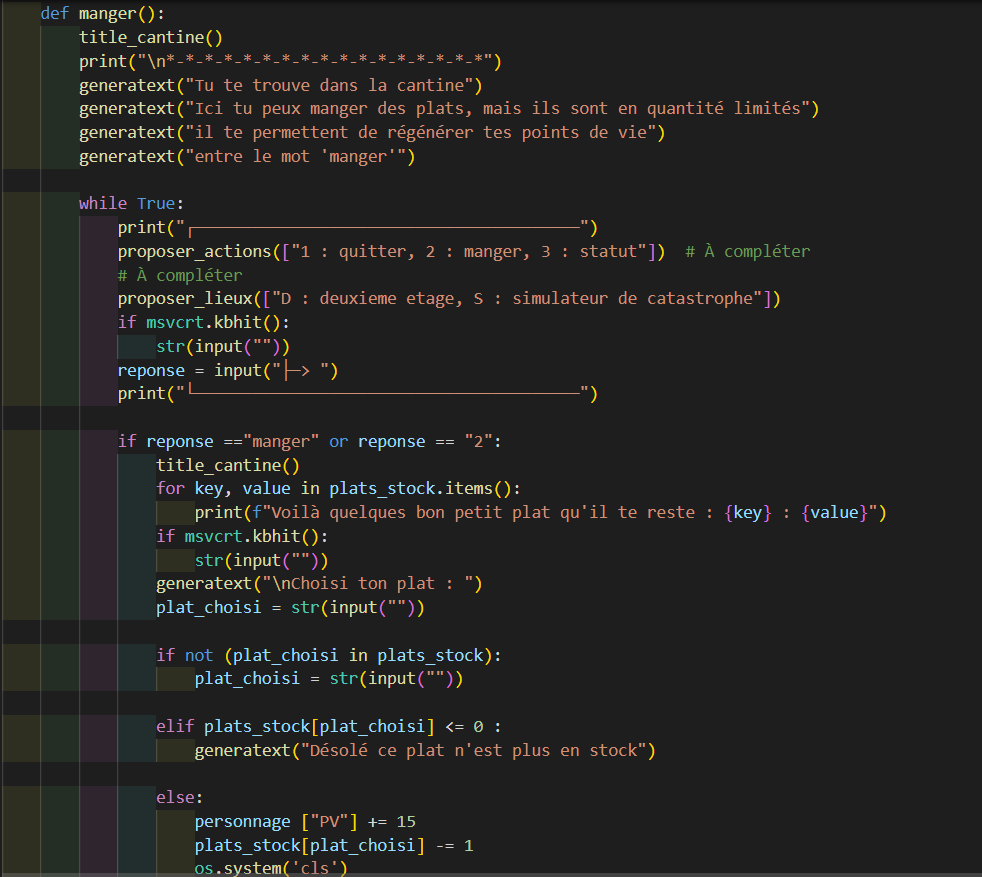 def manger():
title_cantine()
print("\n*-*-*-*-*-*-*-*-*-*-*-*-*-*-*-*-*")
generatext("Tu te trouve dans la cantine")
generatext("Ici tu peux manger des plats, mais ils sont en quantité limités")
generatext("il te permettent de régénérer tes points de vie")
generatext("entre le mot 'manger'")
while True:
print("┌─────────────────────────────────────────")
proposer_actions(["1 : quitter, 2 : manger, 3 : statut"])  # À compléter
# À compléter
proposer_lieux(["D : deuxieme etage, S : simulateur de catastrophe"])
if msvcrt.kbhit():
str(input(""))
reponse = input("├─> ")
print("└─────────────────────────────────────────")
if reponse =="manger" or reponse == "2":
title_cantine()
for key, value in plats_stock.items():
print(f"Voilà quelques bon petit plat qu'il te reste : {key} : {value}")
if msvcrt.kbhit():
str(input(""))
generatext("\nChoisi ton plat : ")
plat_choisi = str(input(""))
if not (plat_choisi in plats_stock):
plat_choisi = str(input(""))
elif plats_stock[plat_choisi] <= 0 :
generatext("Désolé ce plat n'est plus en stock")
else:
personnage ["PV"] += 15
plats_stock[plat_choisi] -= 1
os.system('cls')